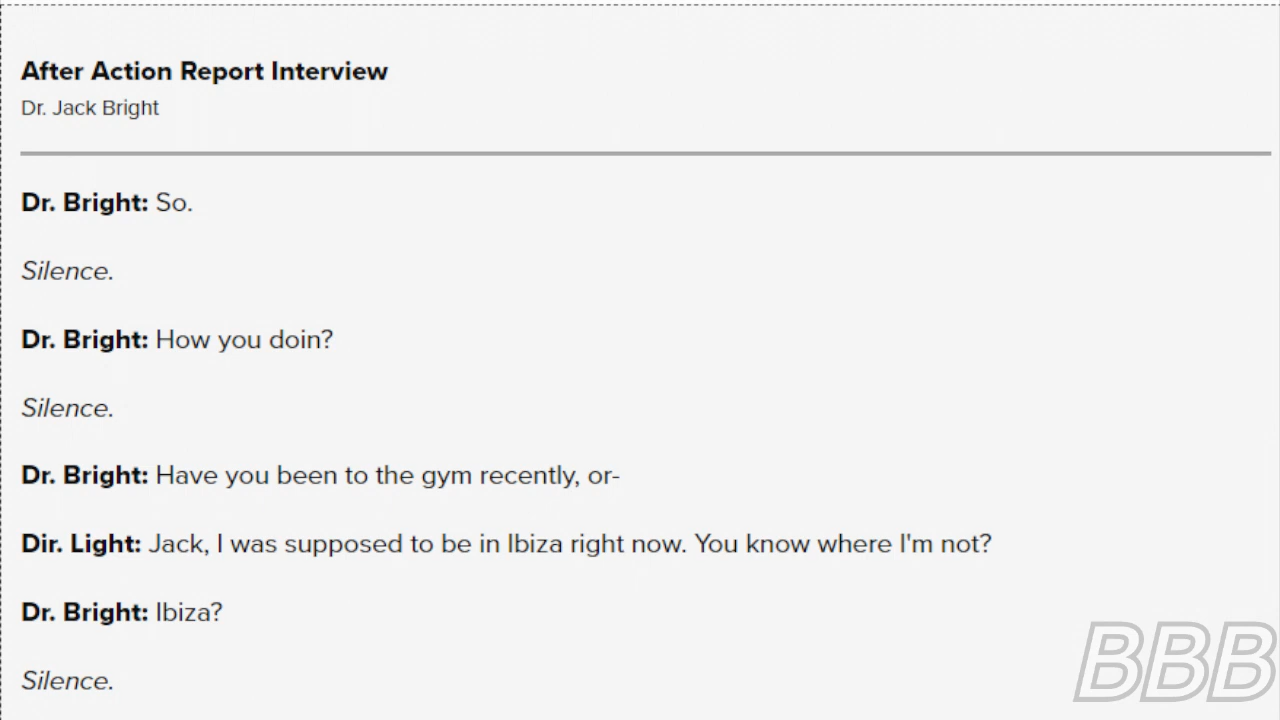 After Action Report Interview
Dr. Jack Bright
Dr. Bright: So.
Silence.
Dr. Bright: How you doin?
Silence.
Dr. Bright: Have you been to the gym recently, or-
Dir. Light: Jack, I was supposed to be in Ibiza right now. You know where I'm not?
Dr. Bright: Ibiza?
Silence.
BBB